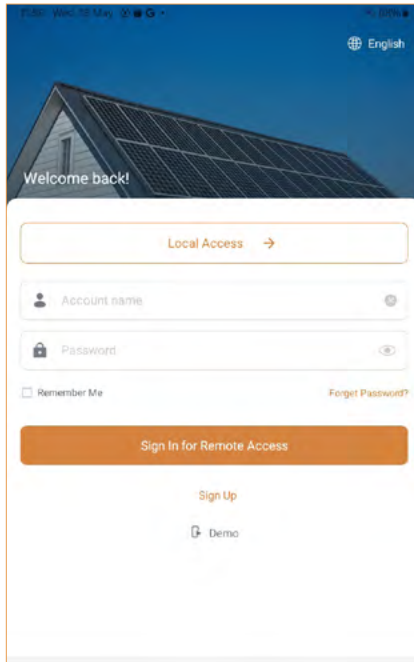 English
Welcome back!
Local Access →
Account name
Password
Remember Me
Forget Password?
Sign In for Remote Access
Sign Up
Demo